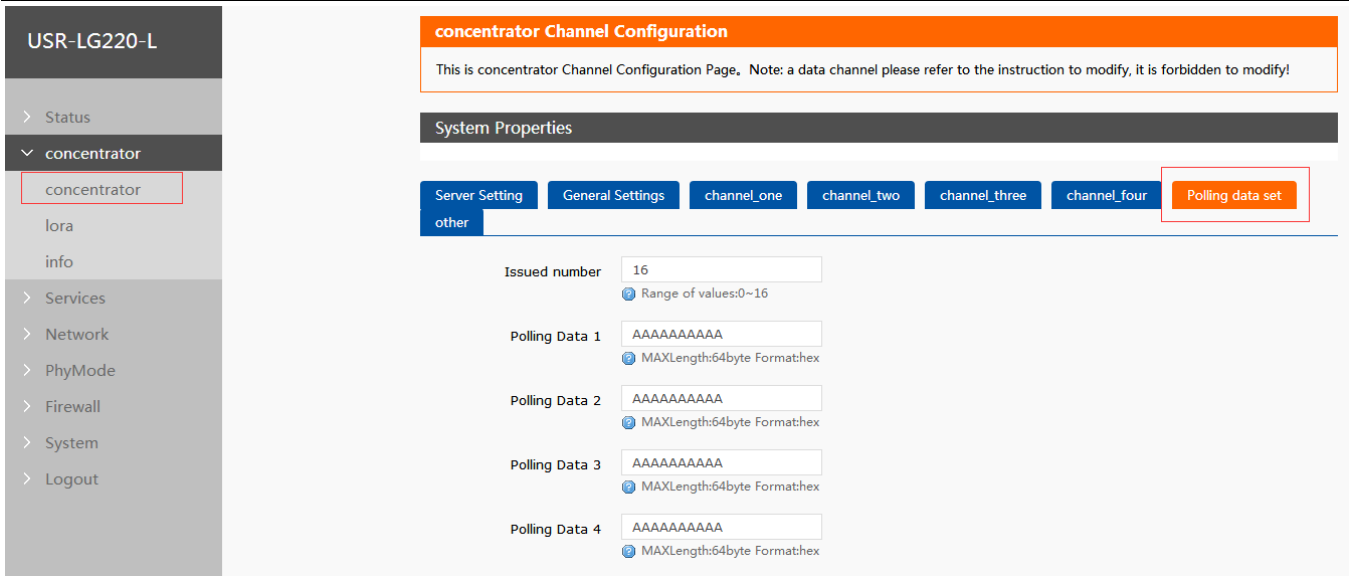 USR-LG220-L
Status
concentrator
concentrator
lora
info
Services
Network
PhyMode
Firewall
System
Logout
concentrator Channel Configuration
This is concentrator Channel Configuration Page。Note: a data channel please refer to the instruction to modify, it is forbidden to modify!
System Properties
Server Setting General Settings channel_one channel_two channel_three channel_four Polling data set
other
Issued number 16
Range of values:0~16
Polling Data 1 AAAAAAAAAA
MAXLength:64byte Format:hex
Polling Data 2 AAAAAAAAAA
MAXLength:64byte Format:hex
Polling Data 3 AAAAAAAAAA
MAXLength:64byte Format:hex
Polling Data 4 AAAAAAAAAA
MAXLength:64byte Format:hex